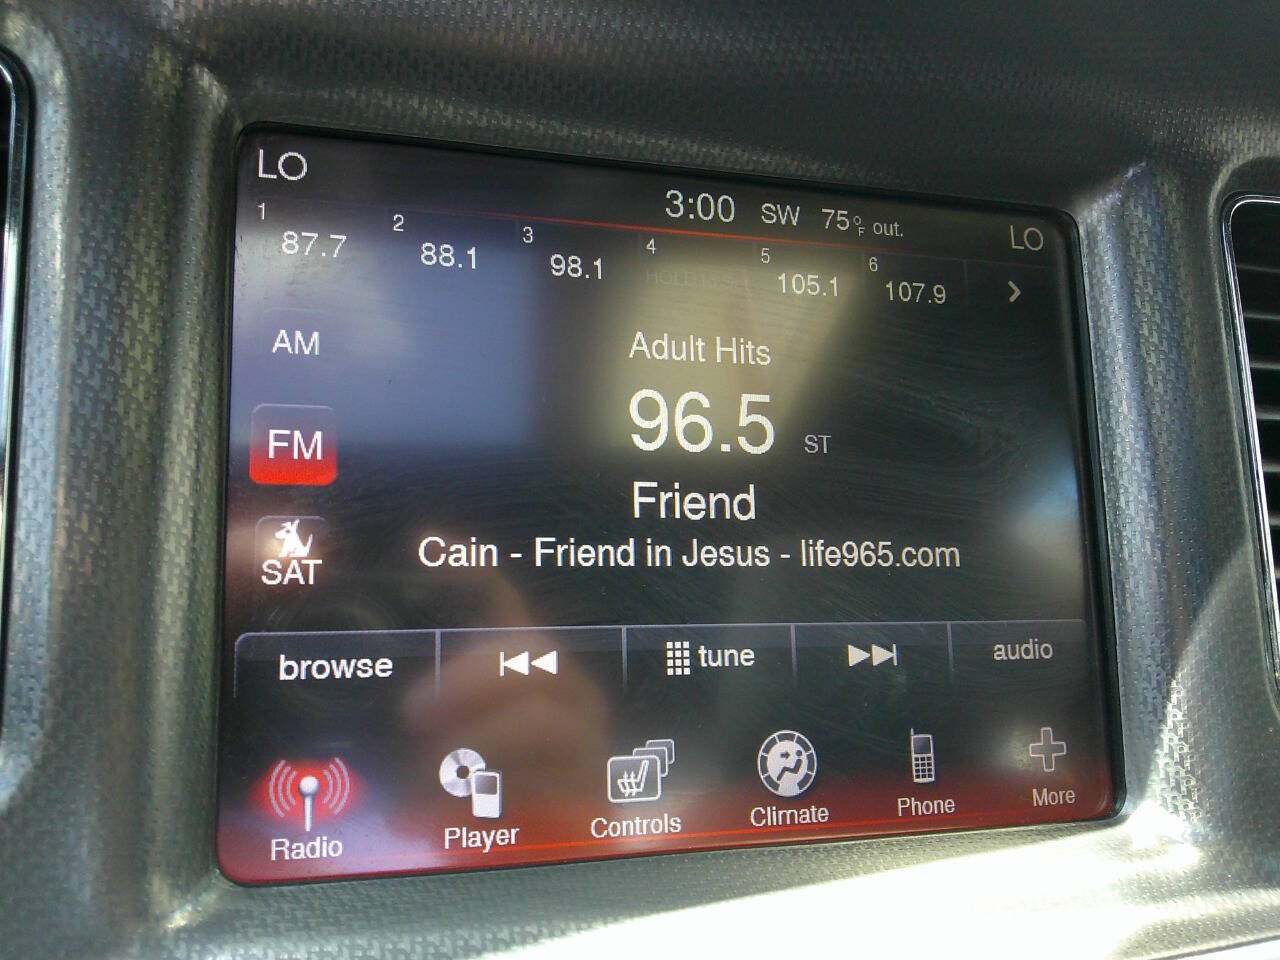 LO
3:00 SW 75°F out.
LO
1 87.7
2 88.1
3 98.1
4
5 105.1
6 107.9
AM
Adult Hits
FM
96.5 ST
Friend
SAT
Cain - Friend in Jesus - life965.com
browse
tune
audio
Radio
Player
Controls
Climate
Phone
More